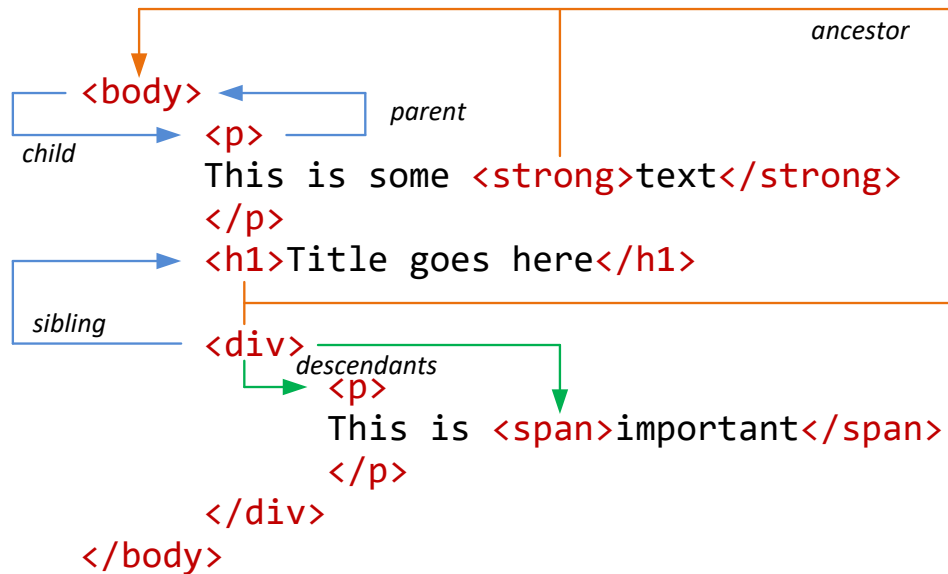 ancestor
<body>
parent
<p>
child
This is some <strong>text</strong>
</p>
<h1>Title goes here</h1>
sibling
<div>
descendants
<p>
This is <span>important</span>
</p>
</div>
</body>